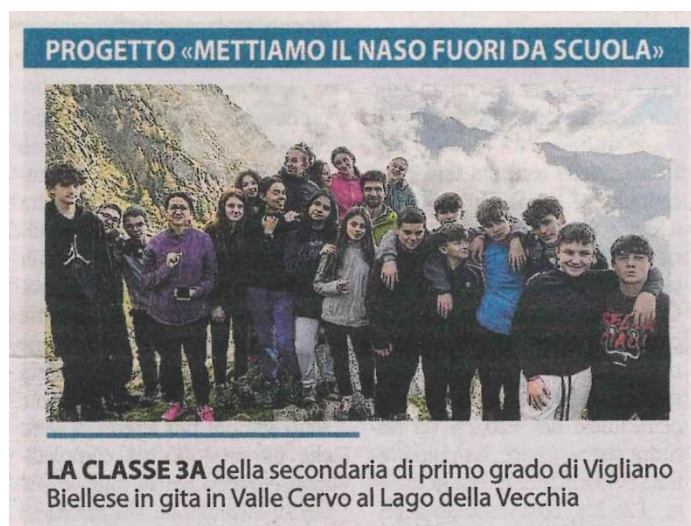 PROGETTO «METTIAMO IL NASO FUORI DA SCUOLA»
LA CLASSE 3A della secondaria di primo grado di Vigliano
Biellese in gita in Valle Cervo al Lago della Vecchia